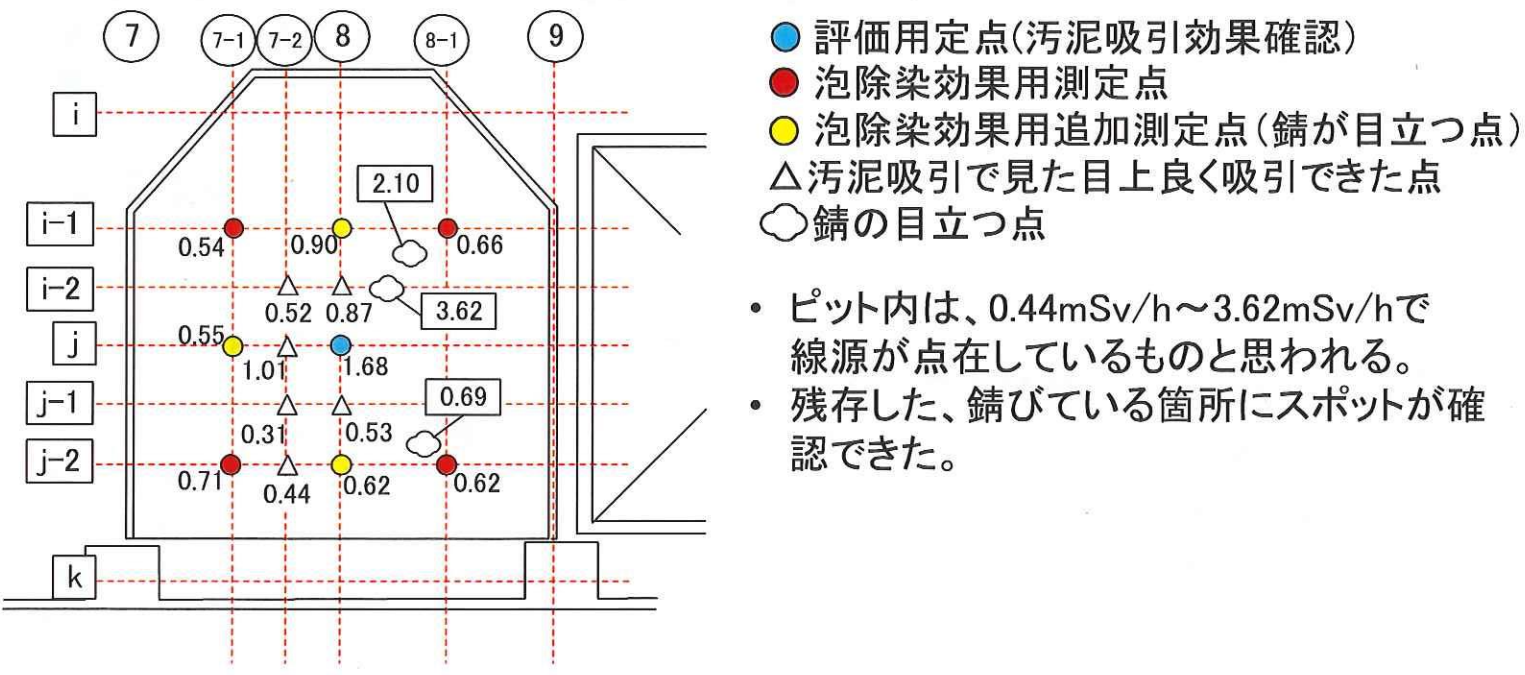 7
7-1
7-2
8
8-1
9
i
i-1
i-2
j
j-1
j-2
k
2.10
0.54
0.90
0.66
0.52
0.87
3.62
0.55
1.01
1.68
0.69
0.31
0.53
0.71
0.44
0.62
0.62
評価用定点(汚泥吸引効果確認)
泡除染効果用測定点
泡除染効果用追加測定点(錆が目立つ点)
△汚泥吸引で見た目上良く吸引できた点
錆の目立つ点
• ピット内は、0.44mSv/h~3.62mSv/hで
線源が点在しているものと思われる。
• 残存した、錆びている箇所にスポットが確
認できた。